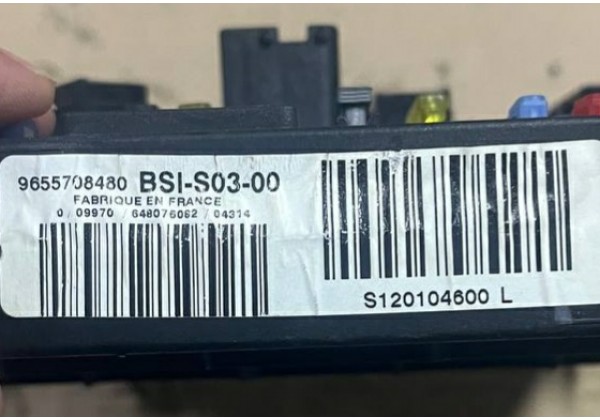 9655708480 BSI-S03-00
FABRIQUE EN FRANCE
0 09970 / 648076062 / 04314
S120104600 L